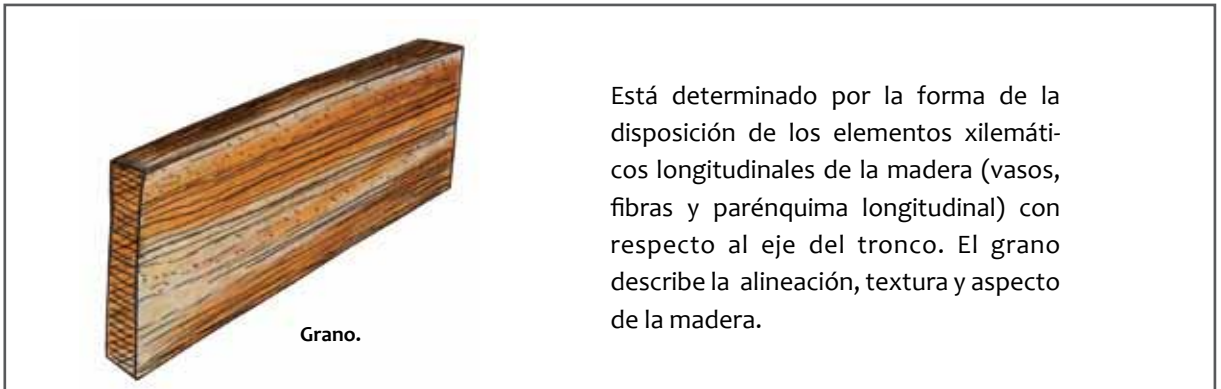 Está determinado por la forma de la
disposición de los elementos xilemáti-
cos longitudinales de la madera (vasos,
fibras y parénquima longitudinal) con
respecto al eje del tronco. El grano
describe la alineación, textura y aspecto
de la madera.
Grano.